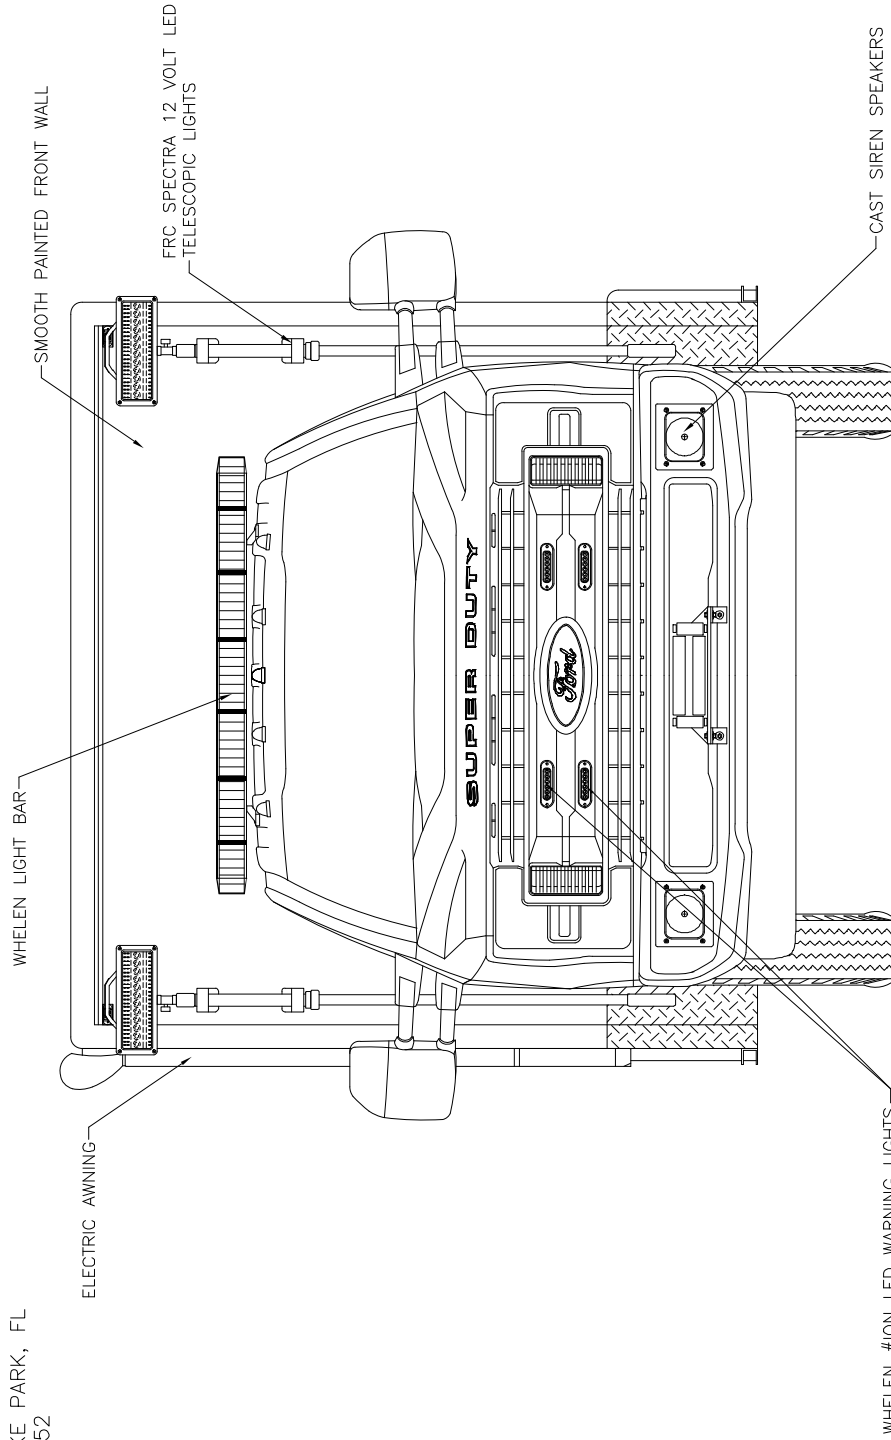 KE PARK, FL
52
ELECTRIC AWNING
WHELEN LIGHT BAR
SMOOTH PAINTED FRONT WALL
FRC SPECTRA 12 VOLT LED
TELESCOPIC LIGHTS
SUPER DUTY
Ford
CAST SIREN SPEAKERS
WHELEN #ION LED WARNING LIGHTS